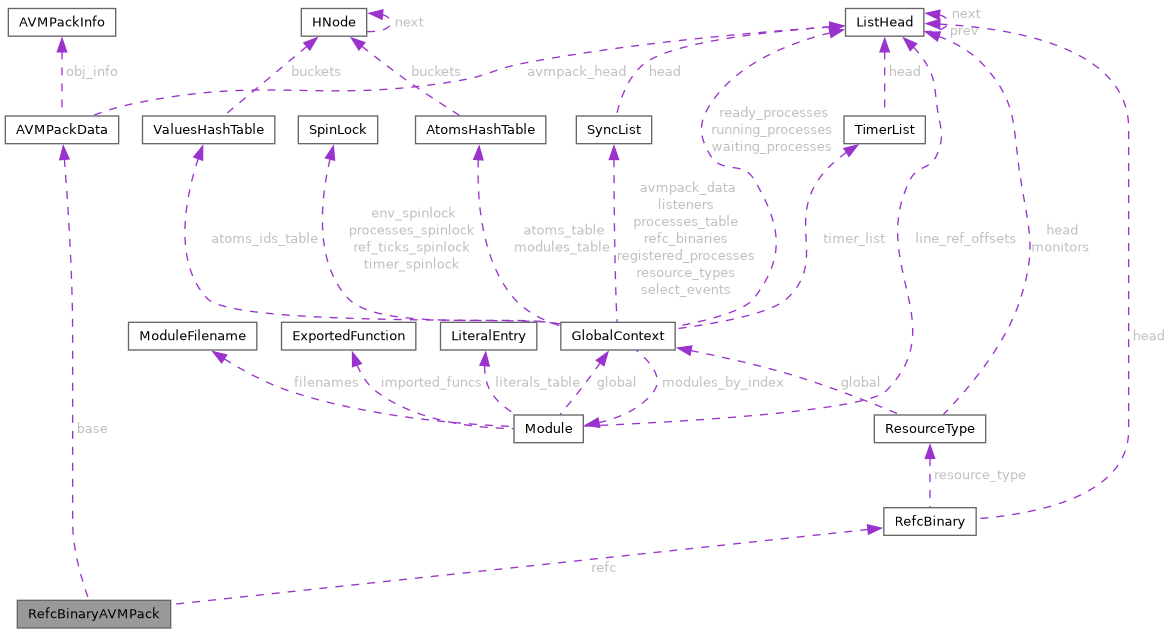 AVMPackInfo
HNode
next
ListHead
next
prev
obj_info
buckets
buckets
avmpack_head
head
head
AVMPackData
ValuesHashTable
SpinLock
AtomsHashTable
SyncList
ready_processes
running_processes
waiting_processes
TimerList
atoms_ids_table
env_spinlock
processes_spinlock
ref_ticks_spinlock
timer_spinlock
atoms_table
modules_table
avmpack_data
listeners
processes_table
refc_binaries
registered_processes
resource_types
select_events
timer_list
line_ref_offsets
head
monitors
ModuleFilename
ExportedFunction
LiteralEntry
GlobalContext
head
filenames
imported_funcs
literals_table
global
modules_by_index
global
base
Module
ResourceType
resource_type
RefcBinary
refc
RefcBinaryAVMPack